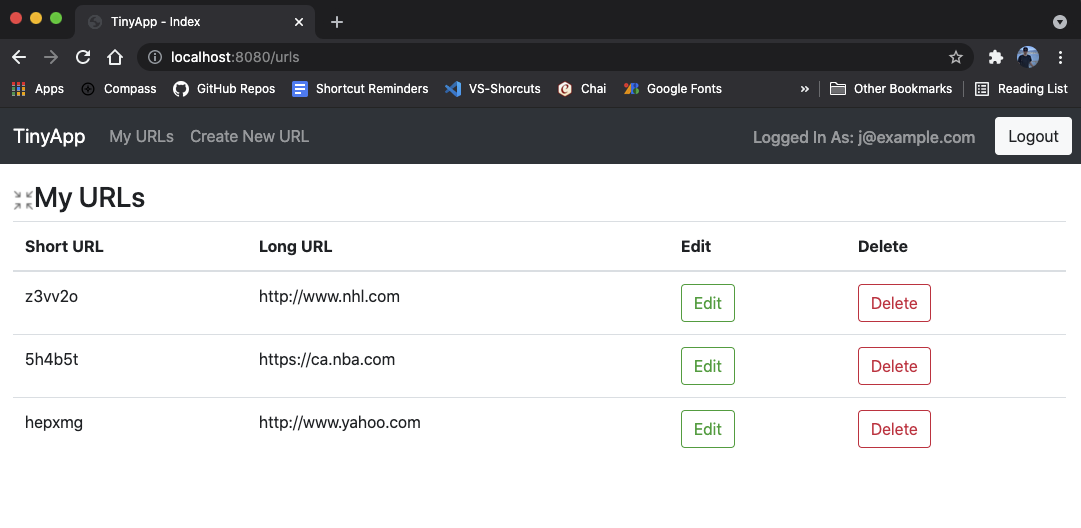 TinyApp - Index
localhost:8080/urls
Apps Compass GitHub Repos Shortcut Reminders VS-Shorcuts Chai Google Fonts » Other Bookmarks Reading List
TinyApp My URLs Create New URL Logged In As: j@example.com Logout
My URLs
Short URL Long URL Edit Delete
z3vv2o http://www.nhl.com Edit Delete
5h4b5t https://ca.nba.com Edit Delete
hepxmg http://www.yahoo.com Edit Delete